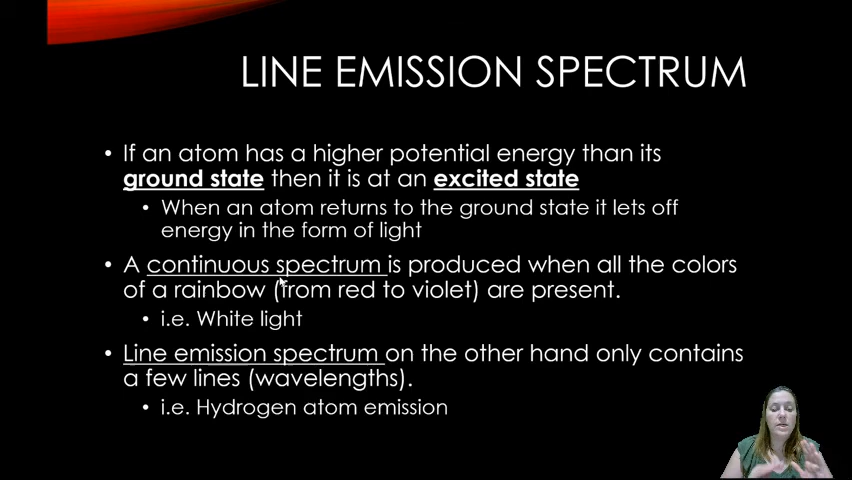 LINE EMISSION SPECTRUM
• If an atom has a higher potential energy than its
ground state then it is at an excited state
• When an atom returns to the ground state it lets off
energy in the form of light
• A continuous spectrum is produced when all the colors
of a rainbow (from red to violet) are present.
• i.e. White light
• Line emission spectrum on the other hand only contains
a few lines (wavelengths).
• i.e. Hydrogen atom emission